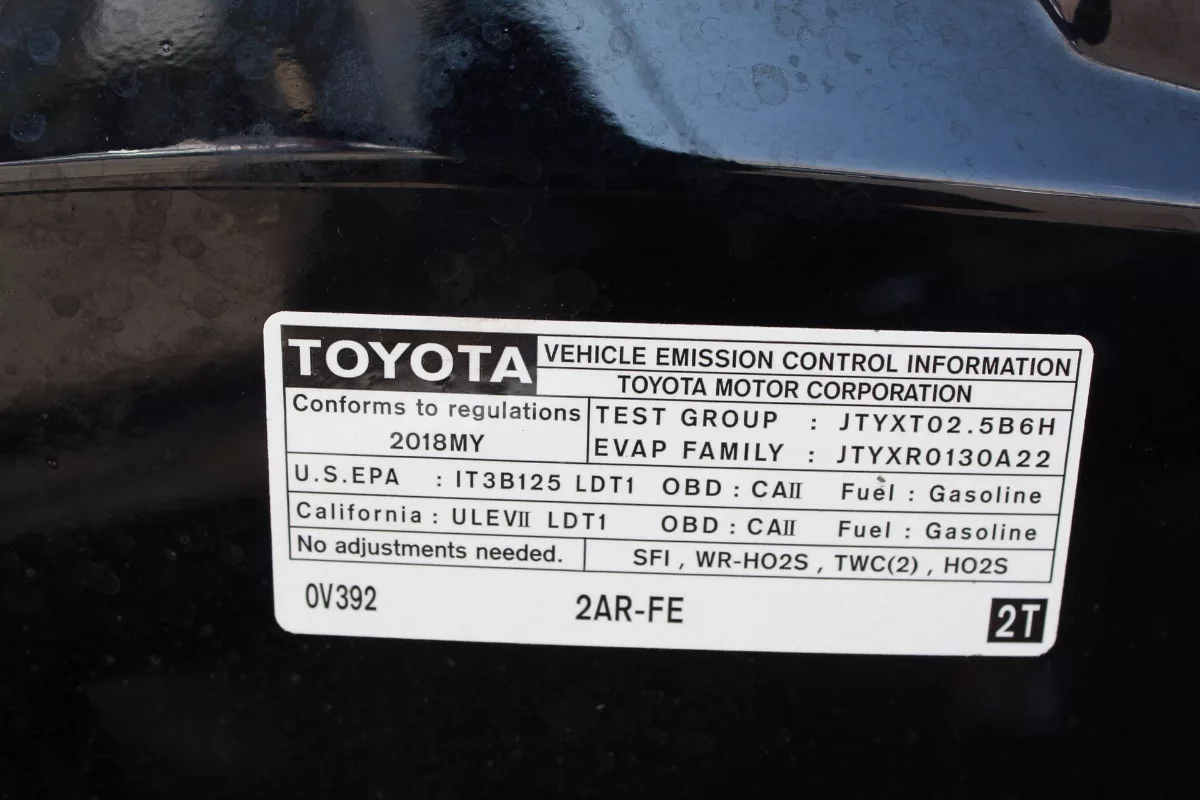 TOYOTA VEHICLE EMISSION CONTROL INFORMATION
TOYOTA MOTOR CORPORATION
Conforms to regulations
2018MY
TEST GROUP : JTYXT02.5B6H
EVAP FAMILY : JTYXR0130A22
U.S.EPA : IT3B125 LDT1 OBD : CAⅡ Fuel : Gasoline
California : ULEVⅡ LDT1 OBD : CAⅡ Fuel : Gasoline
No adjustments needed. SFI , WR-HO2S , TWC(2) , HO2S
0V392 2AR-FE 2T